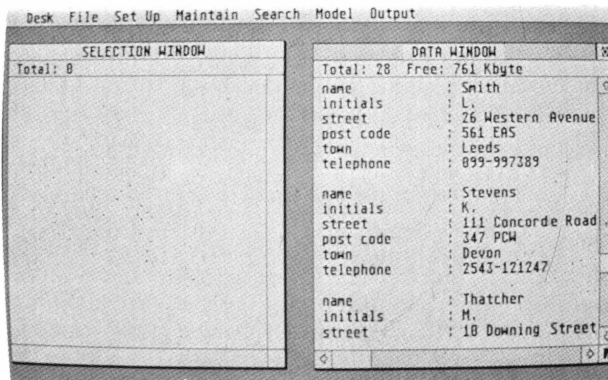 Desk File Set Up Maintain Search Model Output
SELECTION WINDOW
Total: 0
DATA WINDOW
Total: 28 Free: 761 Kbyte
name : Smith
initials : L.
street : 26 Western Avenue
post code : 561 EAS
town : Leeds
telephone : 099-997389
name : Stevens
initials : K.
street : 111 Concorde Road
post code : 347 PCW
town : Devon
telephone : 2543-121247
name : Thatcher
initials : M.
street : 10 Downing Street